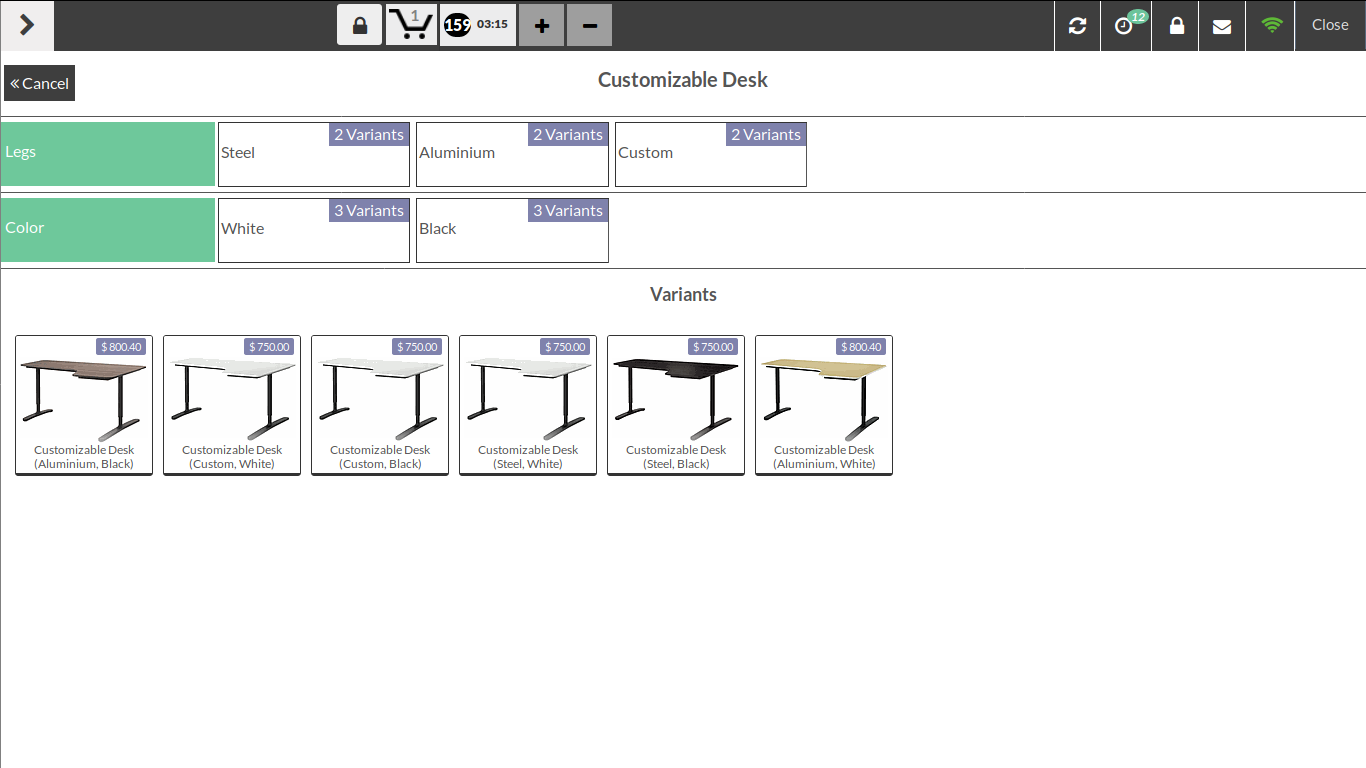 1
159 03:15
12
Close
Cancel
Customizable Desk
Legs
Steel
2 Variants
Aluminium
2 Variants
Custom
2 Variants
Color
White
3 Variants
Black
3 Variants
Variants
$ 800.40
Customizable Desk
(Aluminium, Black)
$ 750.00
Customizable Desk
(Custom, White)
$ 750.00
Customizable Desk
(Custom, Black)
$ 750.00
Customizable Desk
(Steel, White)
$ 750.00
Customizable Desk
(Steel, Black)
$ 800.40
Customizable Desk
(Aluminium, White)